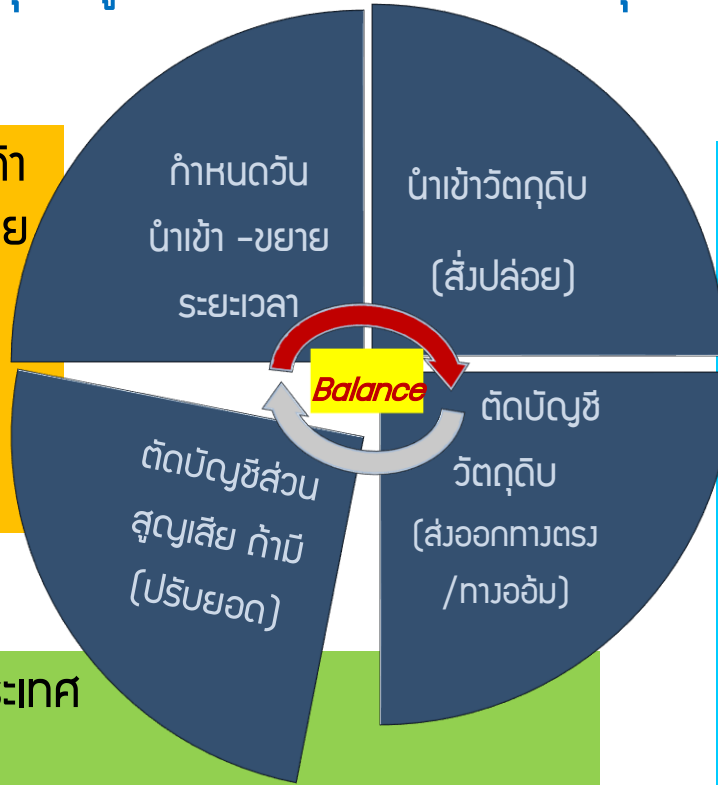 กำหนดวัน
นำเข้า -ขยาย
ระยะเวลา
นำเข้าวัตถุดิบ
(สั่งปล่อย)
Balance
ตัดบัญชี
วัตถุดิบ
(ส่งออกทางตรง
/ทางออ้ม)
ตัดบัญชีส่วน
สูญเสีย ถ้ามี
(ปรับยอด)